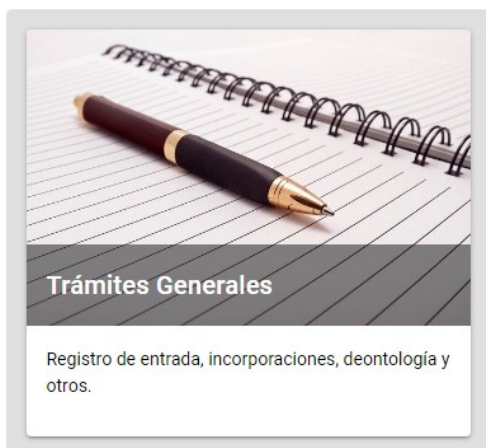 Trámites Generales
Registro de entrada, incorporaciones, deontología y
otros.